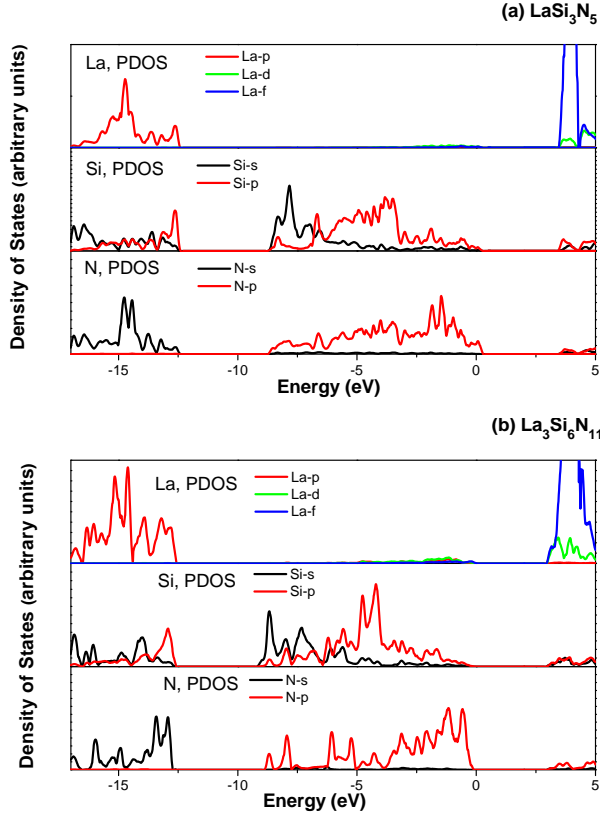 (a) LaSi3N5
Density of States (arbitrary units)
La, PDOS
La-p
La-d
La-f
Si, PDOS
Si-s
Si-p
N, PDOS
N-s
N-p
-15 -10 -5 0 5
Energy (eV)
(b) La3Si6N11
Density of States (arbitrary units)
La, PDOS
La-p
La-d
La-f
Si, PDOS
Si-s
Si-p
N, PDOS
N-s
N-p
-15 -10 -5 0 5
Energy (eV)